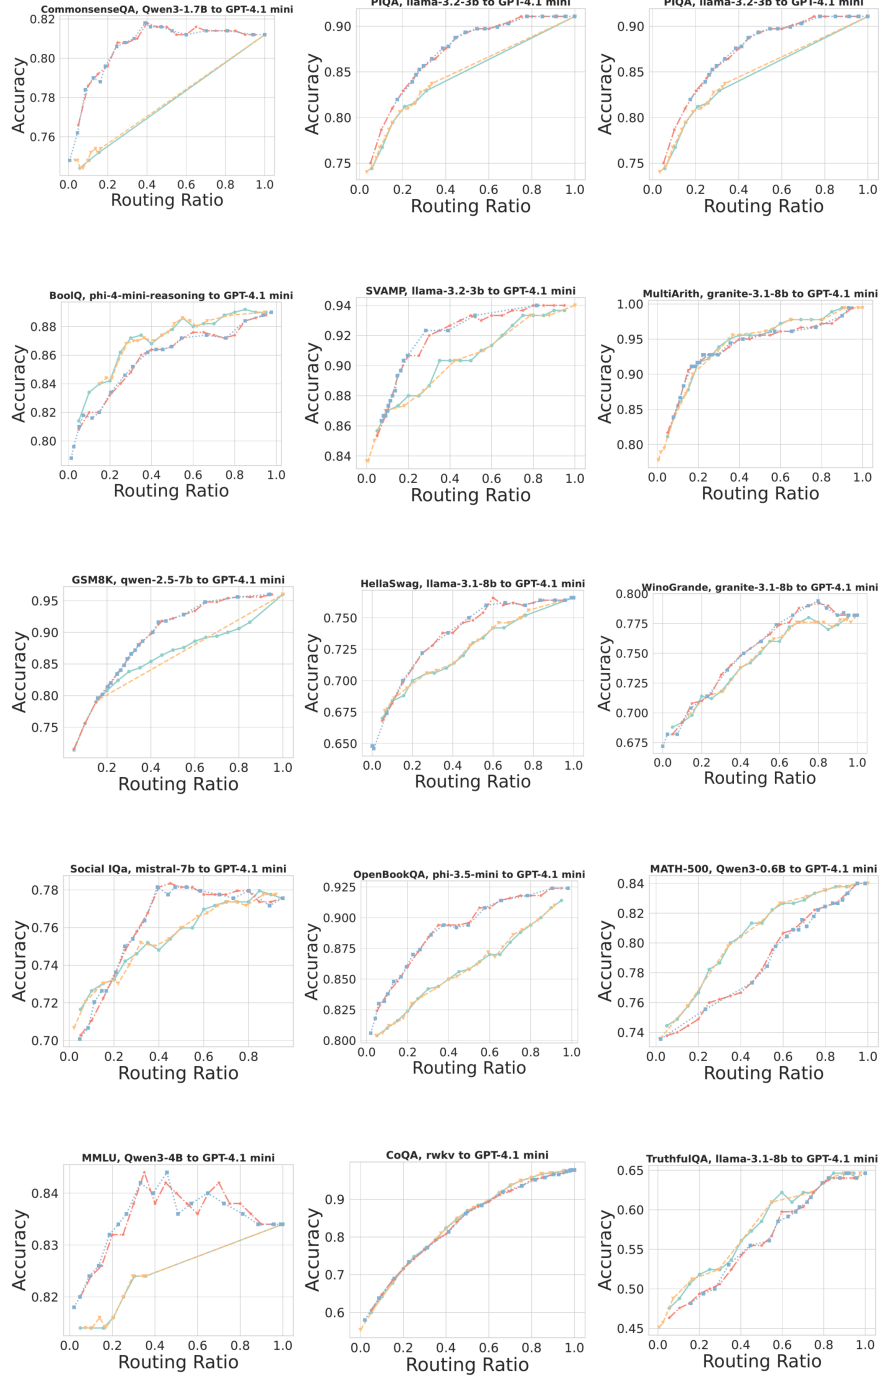 CommonsenseQA, Qwen3-1.7B to GPT-4.1 mini
0.82
0.80
0.78
0.76
Accuracy
0.0 0.2 0.4 0.6 0.8 1.0
Routing Ratio
PIQA, llama-3.2-3b to GPT-4.1 mini
0.90
0.85
0.80
0.75
Accuracy
0.0 0.2 0.4 0.6 0.8 1.0
Routing Ratio
PIQA, llama-3.2-3b to GPT-4.1 mini
0.90
0.85
0.80
0.75
Accuracy
0.0 0.2 0.4 0.6 0.8 1.0
Routing Ratio
BoolQ, phi-4-mini-reasoning to GPT-4.1 mini
0.88
0.86
0.84
0.82
0.80
Accuracy
0.0 0.2 0.4 0.6 0.8 1.0
Routing Ratio
SVAMP, llama-3.2-3b to GPT-4.1 mini
0.94
0.92
0.90
0.88
0.86
0.84
Accuracy
0.0 0.2 0.4 0.6 0.8 1.0
Routing Ratio
MultiArith, granite-3.1-8b to GPT-4.1 mini
1.00
0.95
0.90
0.85
0.80
Accuracy
0.0 0.2 0.4 0.6 0.8 1.0
Routing Ratio
GSM8K, qwen-2.5-7b to GPT-4.1 mini
0.95
0.90
0.85
0.80
0.75
Accuracy
0.2 0.4 0.6 0.8 1.0
Routing Ratio
HellaSwag, llama-3.1-8b to GPT-4.1 mini
0.750
0.725
0.700
0.675
0.650
Accuracy
0.0 0.2 0.4 0.6 0.8 1.0
Routing Ratio
WinoGrande, granite-3.1-8b to GPT-4.1 mini
0.800
0.775
0.750
0.725
0.700
0.675
Accuracy
0.0 0.2 0.4 0.6 0.8 1.0
Routing Ratio
Social IQa, mistral-7b to GPT-4.1 mini
0.78
0.76
0.74
0.72
0.70
Accuracy
0.0 0.2 0.4 0.6 0.8
Routing Ratio
OpenBookQA, phi-3.5-mini to GPT-4.1 mini
0.925
0.900
0.875
0.850
0.825
0.800
Accuracy
0.0 0.2 0.4 0.6 0.8 1.0
Routing Ratio
MATH-500, Qwen3-0.6B to GPT-4.1 mini
0.84
0.82
0.80
0.78
0.76
0.74
Accuracy
0.0 0.2 0.4 0.6 0.8 1.0
Routing Ratio
MMLU, Qwen3-4B to GPT-4.1 mini
0.84
0.83
0.82
Accuracy
0.0 0.2 0.4 0.6 0.8 1.0
Routing Ratio
CoQA, rwkv to GPT-4.1 mini
0.9
0.8
0.7
0.6
Accuracy
0.0 0.2 0.4 0.6 0.8 1.0
Routing Ratio
TruthfulQA, llama-3.1-8b to GPT-4.1 mini
0.65
0.60
0.55
0.50
0.45
Accuracy
0.0 0.2 0.4 0.6 0.8 1.0
Routing Ratio